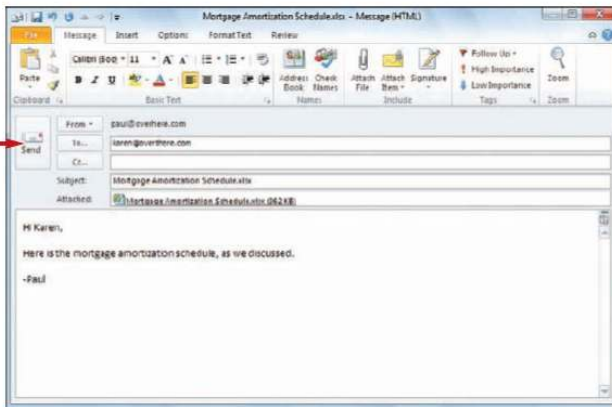 Mortgage Amortization Schedule.xlsx - Message (HTML)
File Message Insert Options Format Text Review
Paste
Calibri (Boo 11 A A
B I U A
Address Book
Check Names
Attach File
Attach Item
Signature
Follow Up
High Importance
Low Importance
Zoom
Clipboard Basic Text Names Include Tags Zoom
Send
From paul@overhere.com
To... karen@overthere.com
Cc...
Subject: Mortgage Amortization Schedule.xlsx
Attached: Mortgage Amortization Schedule.xlsx (962 KB)
Hi Karen,
Here is the mortgage amortization schedule, as we discussed.
-Paul